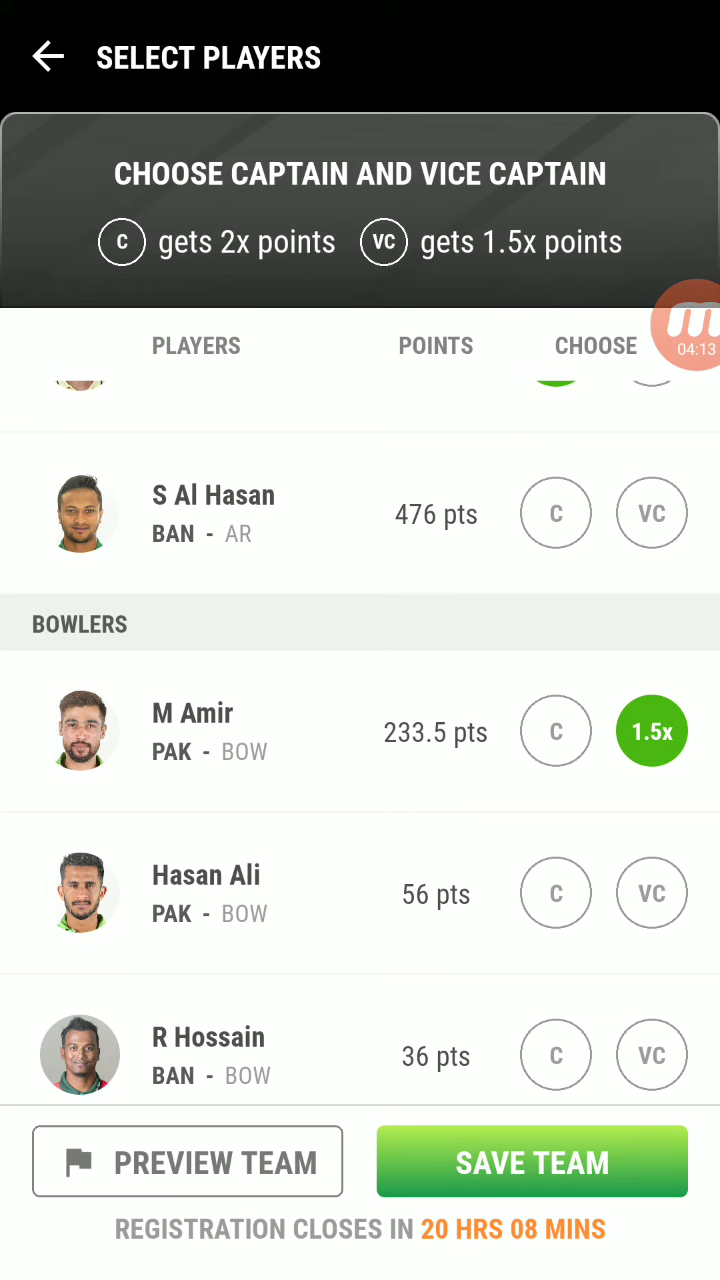 SELECT PLAYERS
CHOOSE CAPTAIN AND VICE CAPTAIN
C gets 2x points VC gets 1.5x points
PLAYERS POINTS CHOOSE
04:13
S Al Hasan
BAN - AR
476 pts C VC
BOWLERS
M Amir
PAK - BOW
233.5 pts C 1.5x
Hasan Ali
PAK - BOW
56 pts C VC
R Hossain
BAN - BOW
36 pts C VC
PREVIEW TEAM SAVE TEAM
REGISTRATION CLOSES IN 20 HRS 08 MINS